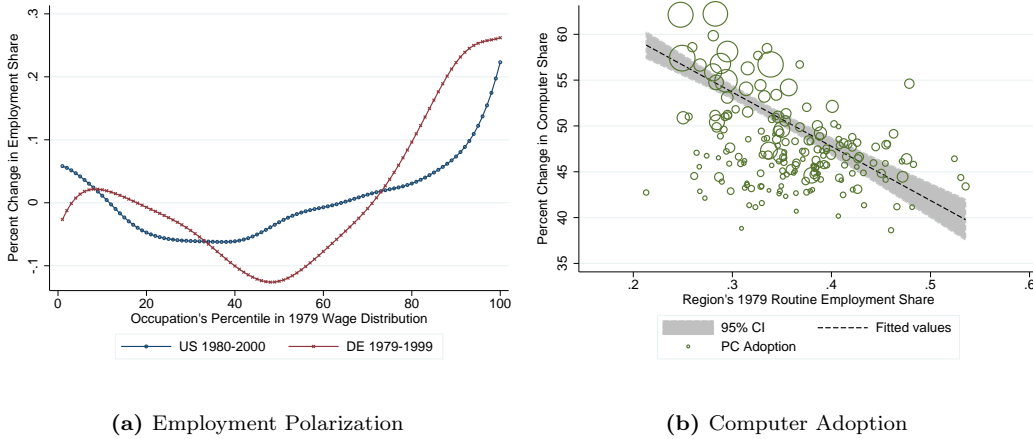 Percent Change in Employment Share
.3
.2
.1
0
-.1
0 20 40 60 80 100
Occupation's Percentile in 1979 Wage Distribution
US 1980-2000 DE 1979-1999
(a) Employment Polarization
Percent Change in Computer Share
60
55
50
45
40
35
.2 .3 .4 .5 .6
Region's 1979 Routine Employment Share
95% CI Fitted values
PC Adoption
(b) Computer Adoption